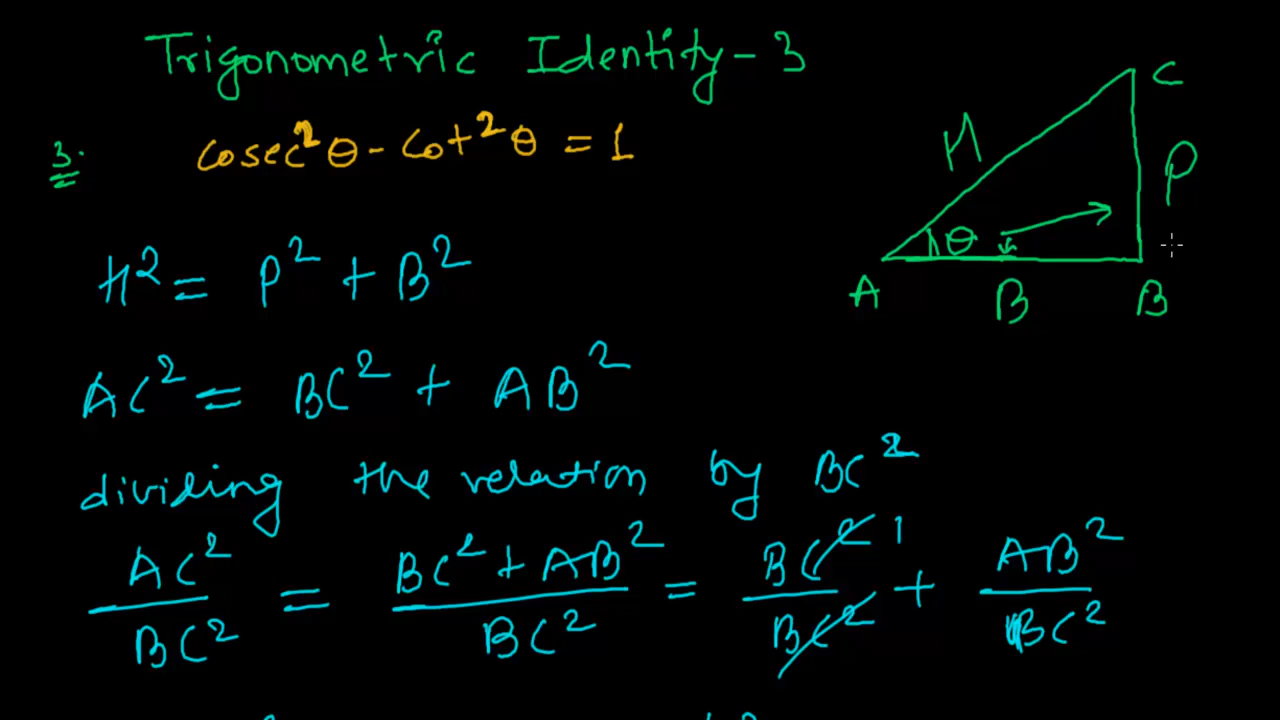 Trigonometric Identity-3
3. cosec²θ - cot²θ = 1
H² = P² + B²
AC² = BC² + AB²
dividing the relation by BC²
AC²/BC² = (BC² + AB²)/BC² = BC²/BC² 1 + AB²/BC²
C
H
P
θ
A
B
B